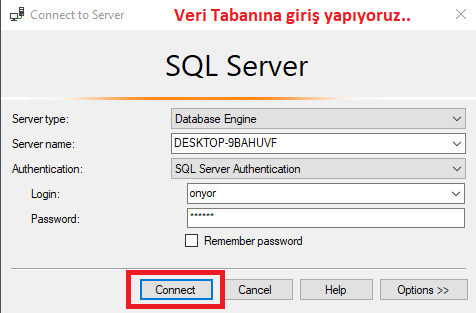 Connect to Server
Veri Tabanına giriş yapıyoruz..
SQL Server
Server type: Database Engine
Server name: DESKTOP-9BAHUVF
Authentication: SQL Server Authentication
Login: onyor
Password: ******
Remember password
Connect Cancel Help Options >>